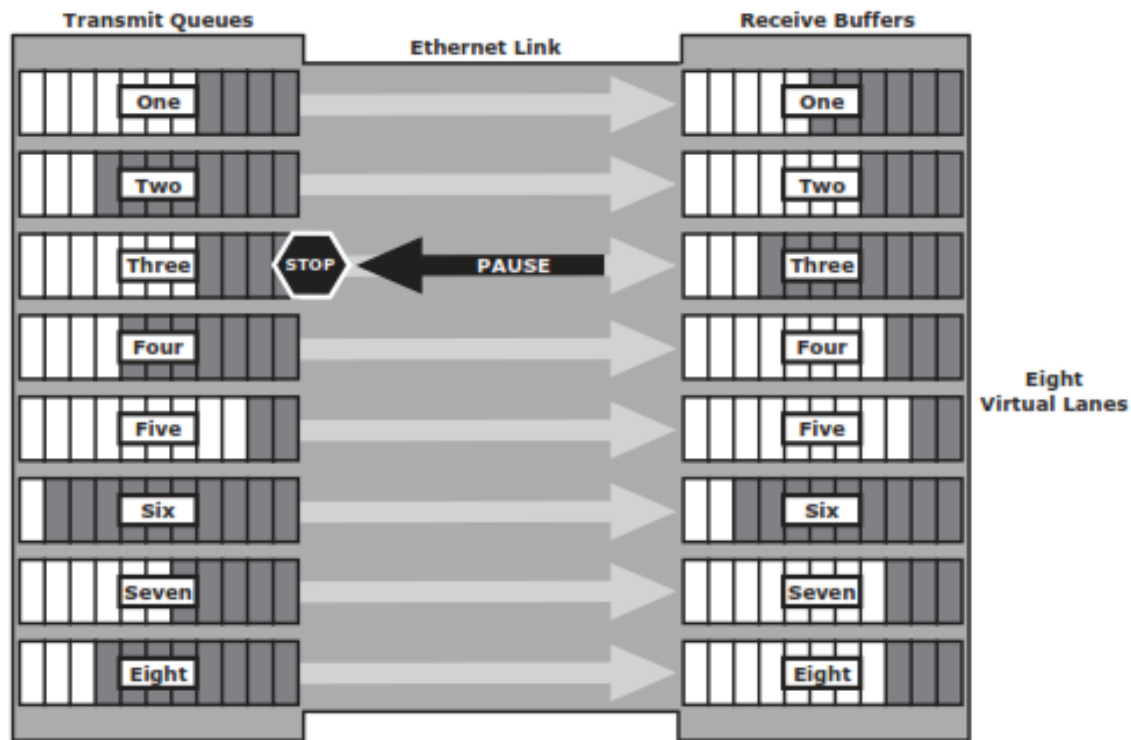 Transmit Queues
Receive Buffers
Ethernet Link
One
One
Two
Two
Three
STOP
PAUSE
Three
Four
Four
Eight
Virtual Lanes
Five
Five
Six
Six
Seven
Seven
Eight
Eight